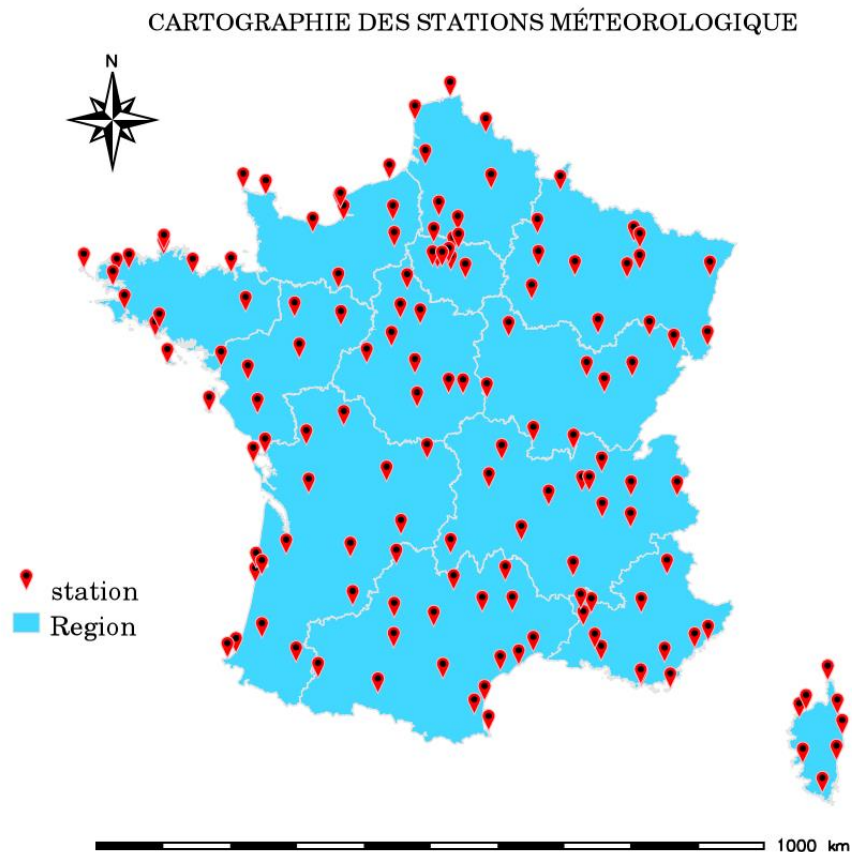 CARTOGRAPHIE DES STATIONS MÉTEOROLOGIQUE
N
station
Region
1000 km